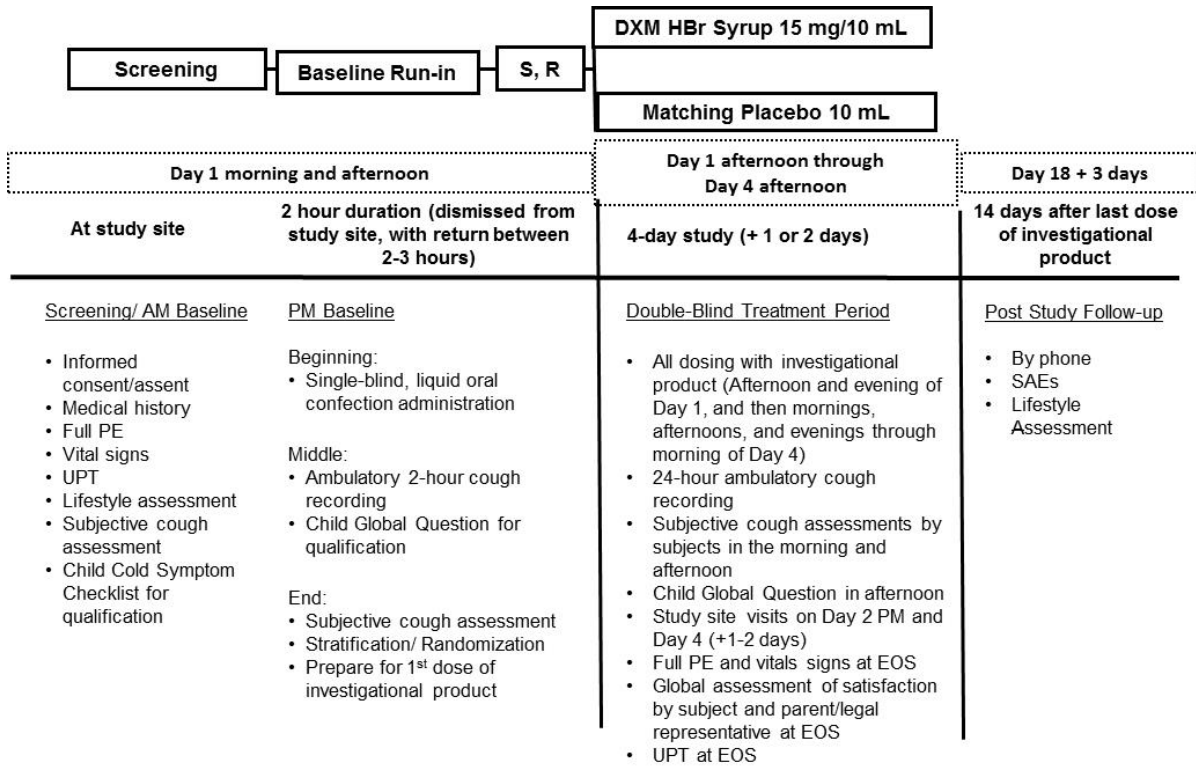 DXM HBr Syrup 15 mg/10 mL
Screening
Baseline Run-in
S, R
Matching Placebo 10 mL
Day 1 morning and afternoon
Day 1 afternoon through
Day 4 afternoon
Day 18 + 3 days
At study site
2 hour duration (dismissed from
study site, with return between
2-3 hours)
4-day study (+ 1 or 2 days)
14 days after last dose
of investigational
product
Screening/ AM Baseline
• Informed
consent/assent
• Medical history
• Full PE
• Vital signs
• UPT
• Lifestyle assessment
• Subjective cough
assessment
• Child Cold Symptom
Checklist for
qualification
PM Baseline
Beginning:
• Single-blind, liquid oral
confection administration
Middle:
• Ambulatory 2-hour cough
recording
• Child Global Question for
qualification
End:
• Subjective cough assessment
• Stratification/ Randomization
• Prepare for 1st dose of
investigational product
Double-Blind Treatment Period
• All dosing with investigational
product (Afternoon and evening of
Day 1, and then mornings,
afternoons, and evenings through
morning of Day 4)
• 24-hour ambulatory cough
recording
• Subjective cough assessments by
subjects in the morning and
afternoon
• Child Global Question in afternoon
• Study site visits on Day 2 PM and
Day 4 (+1-2 days)
• Full PE and vitals signs at EOS
• Global assessment of satisfaction
by subject and parent/legal
representative at EOS
• UPT at EOS
Post Study Follow-up
• By phone
• SAEs
• Lifestyle
Assessment